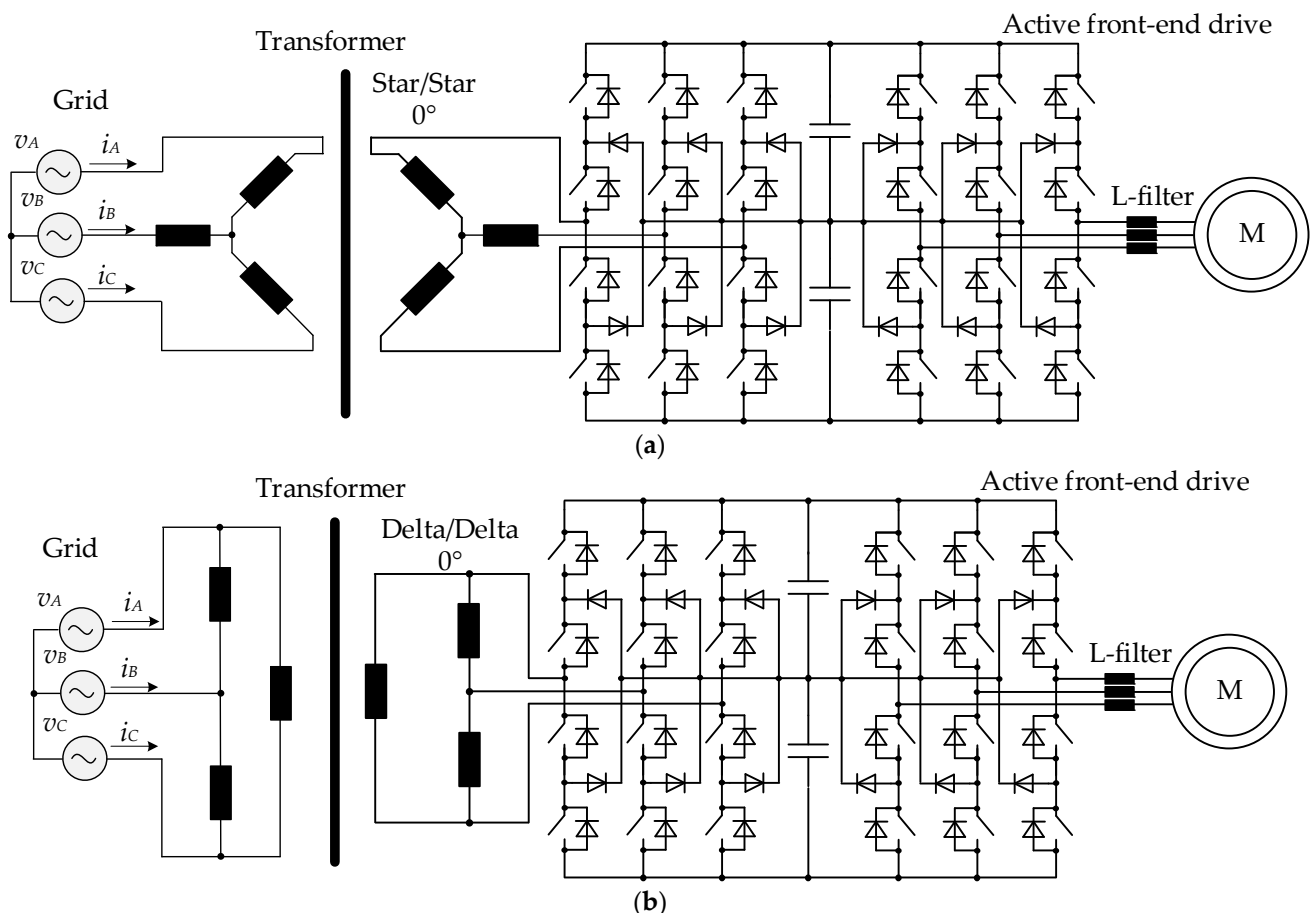 Active front-end drive
Transformer
Star/Star
0°
Grid
vA
iA
vB
iB
vC
iC
L-filter
M
(a)
Transformer
Active front-end drive
Delta/Delta
0°
Grid
vA
iA
vB
iB
vC
iC
L-filter
M
(b)